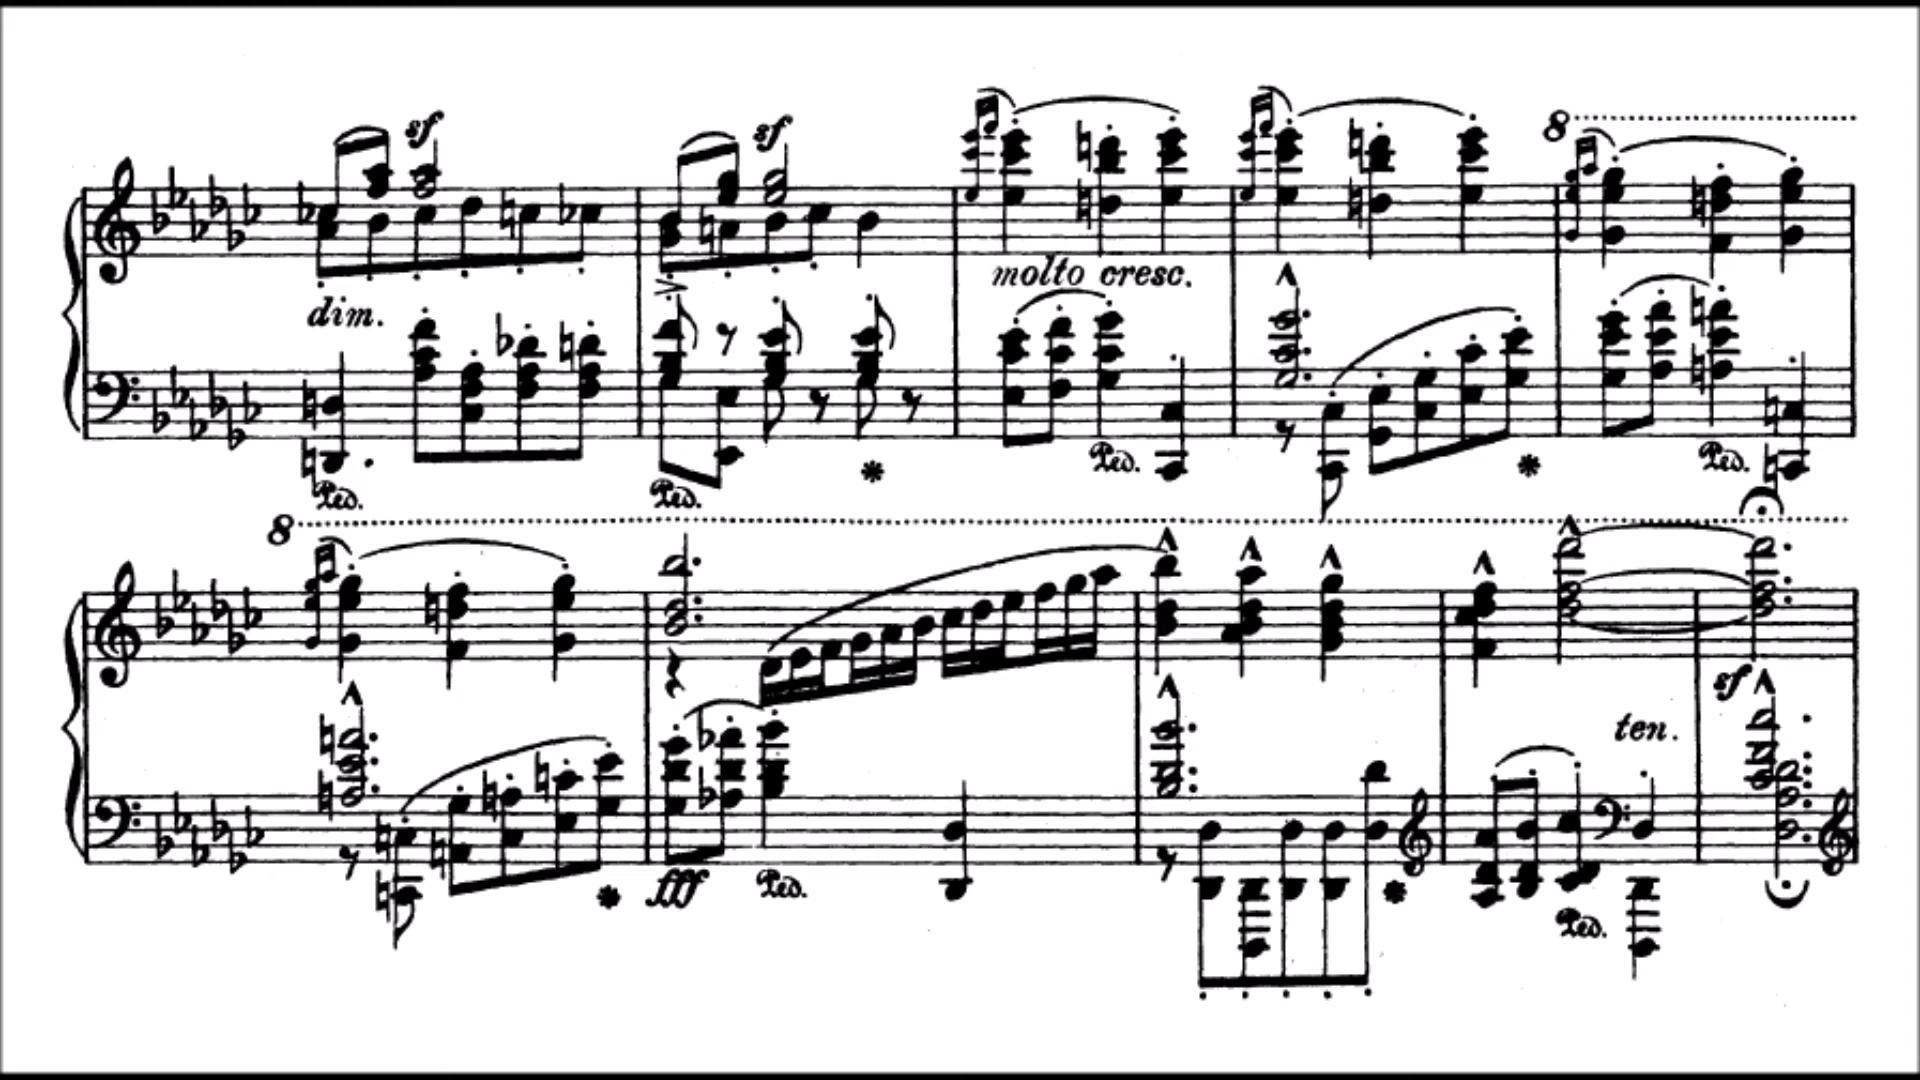 sf sf
8
molto cresc.
dim.
Ped. Ped. Ped. Ped.
8
sf
ten.
fff Ped. Ped.